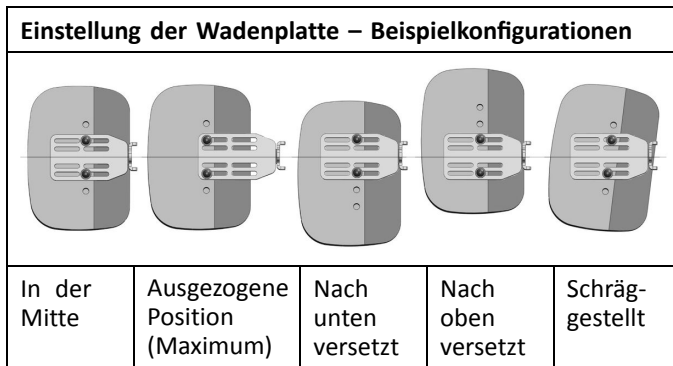 Einstellung der Wadenplatte – Beispielkonfigurationen
In der
Mitte
Ausgezogene
Position
(Maximum)
Nach
unten
versetzt
Nach
oben
versetzt
Schräg-
gestellt